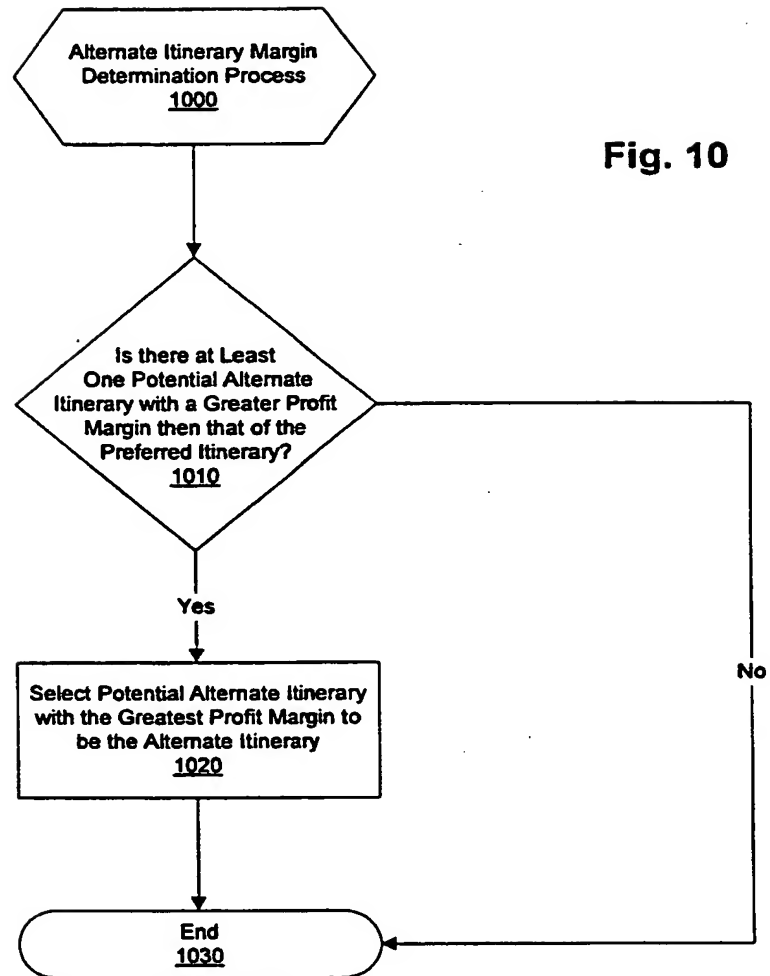 Alternate Itinerary Margin
Determination Process
1000
Fig. 10
Is there at Least
One Potential Alternate
Itinerary with a Greater Profit
Margin then that of the
Preferred Itinerary?
1010
Yes
No
Select Potential Alternate Itinerary
with the Greatest Profit Margin to
be the Alternate Itinerary
1020
End
1030